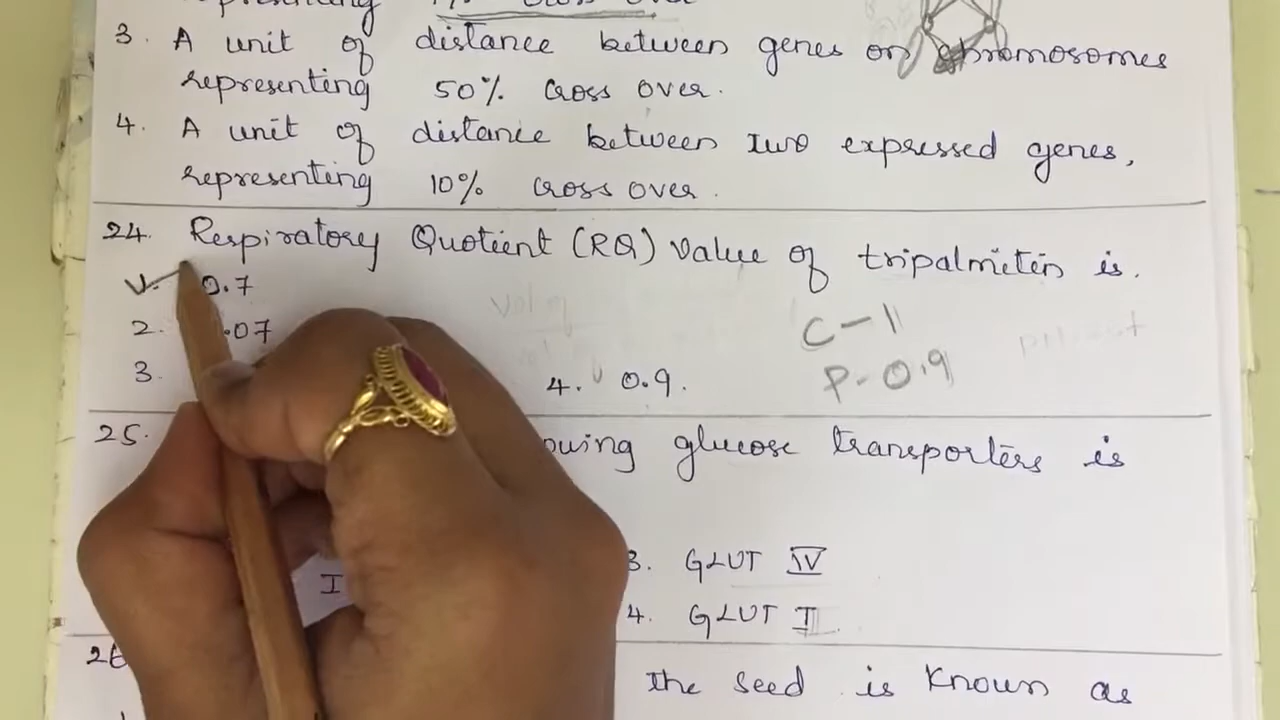 representing
3. A unit of distance between genes on chromosomes
representing 50% cross over.
4. A unit of distance between two expressed genes,
representing 10% cross over.
24. Respiratory Quotient (RQ) Value of tripalmitin is.
1. 0.7
2. .07
3. 4. 0.9.
C - 1
P - 0.9
25. owing glucose transporters is
3. GLUT IV
I 4. GLUT I
26 the seed is known as